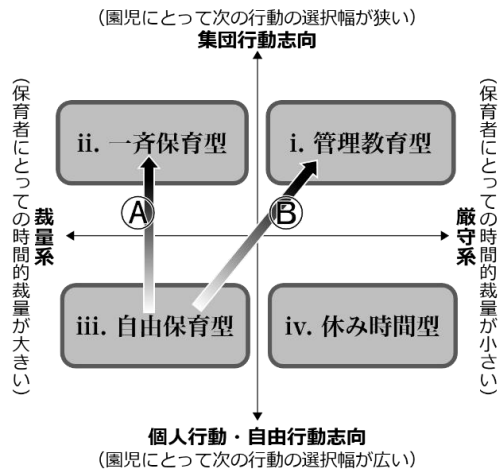 （園児にとって次の行動の選択幅が狭い）
集団行動志向
ii. 一斉保育型
i. 管理教育型
（保育者にとっての時間的裁量が大きい）
裁量系
Ⓐ
Ⓑ
厳守系
（保育者にとっての時間的裁量が小さい）
iii. 自由保育型
iv. 休み時間型
個人行動・自由行動志向
（園児にとって次の行動の選択幅が広い）